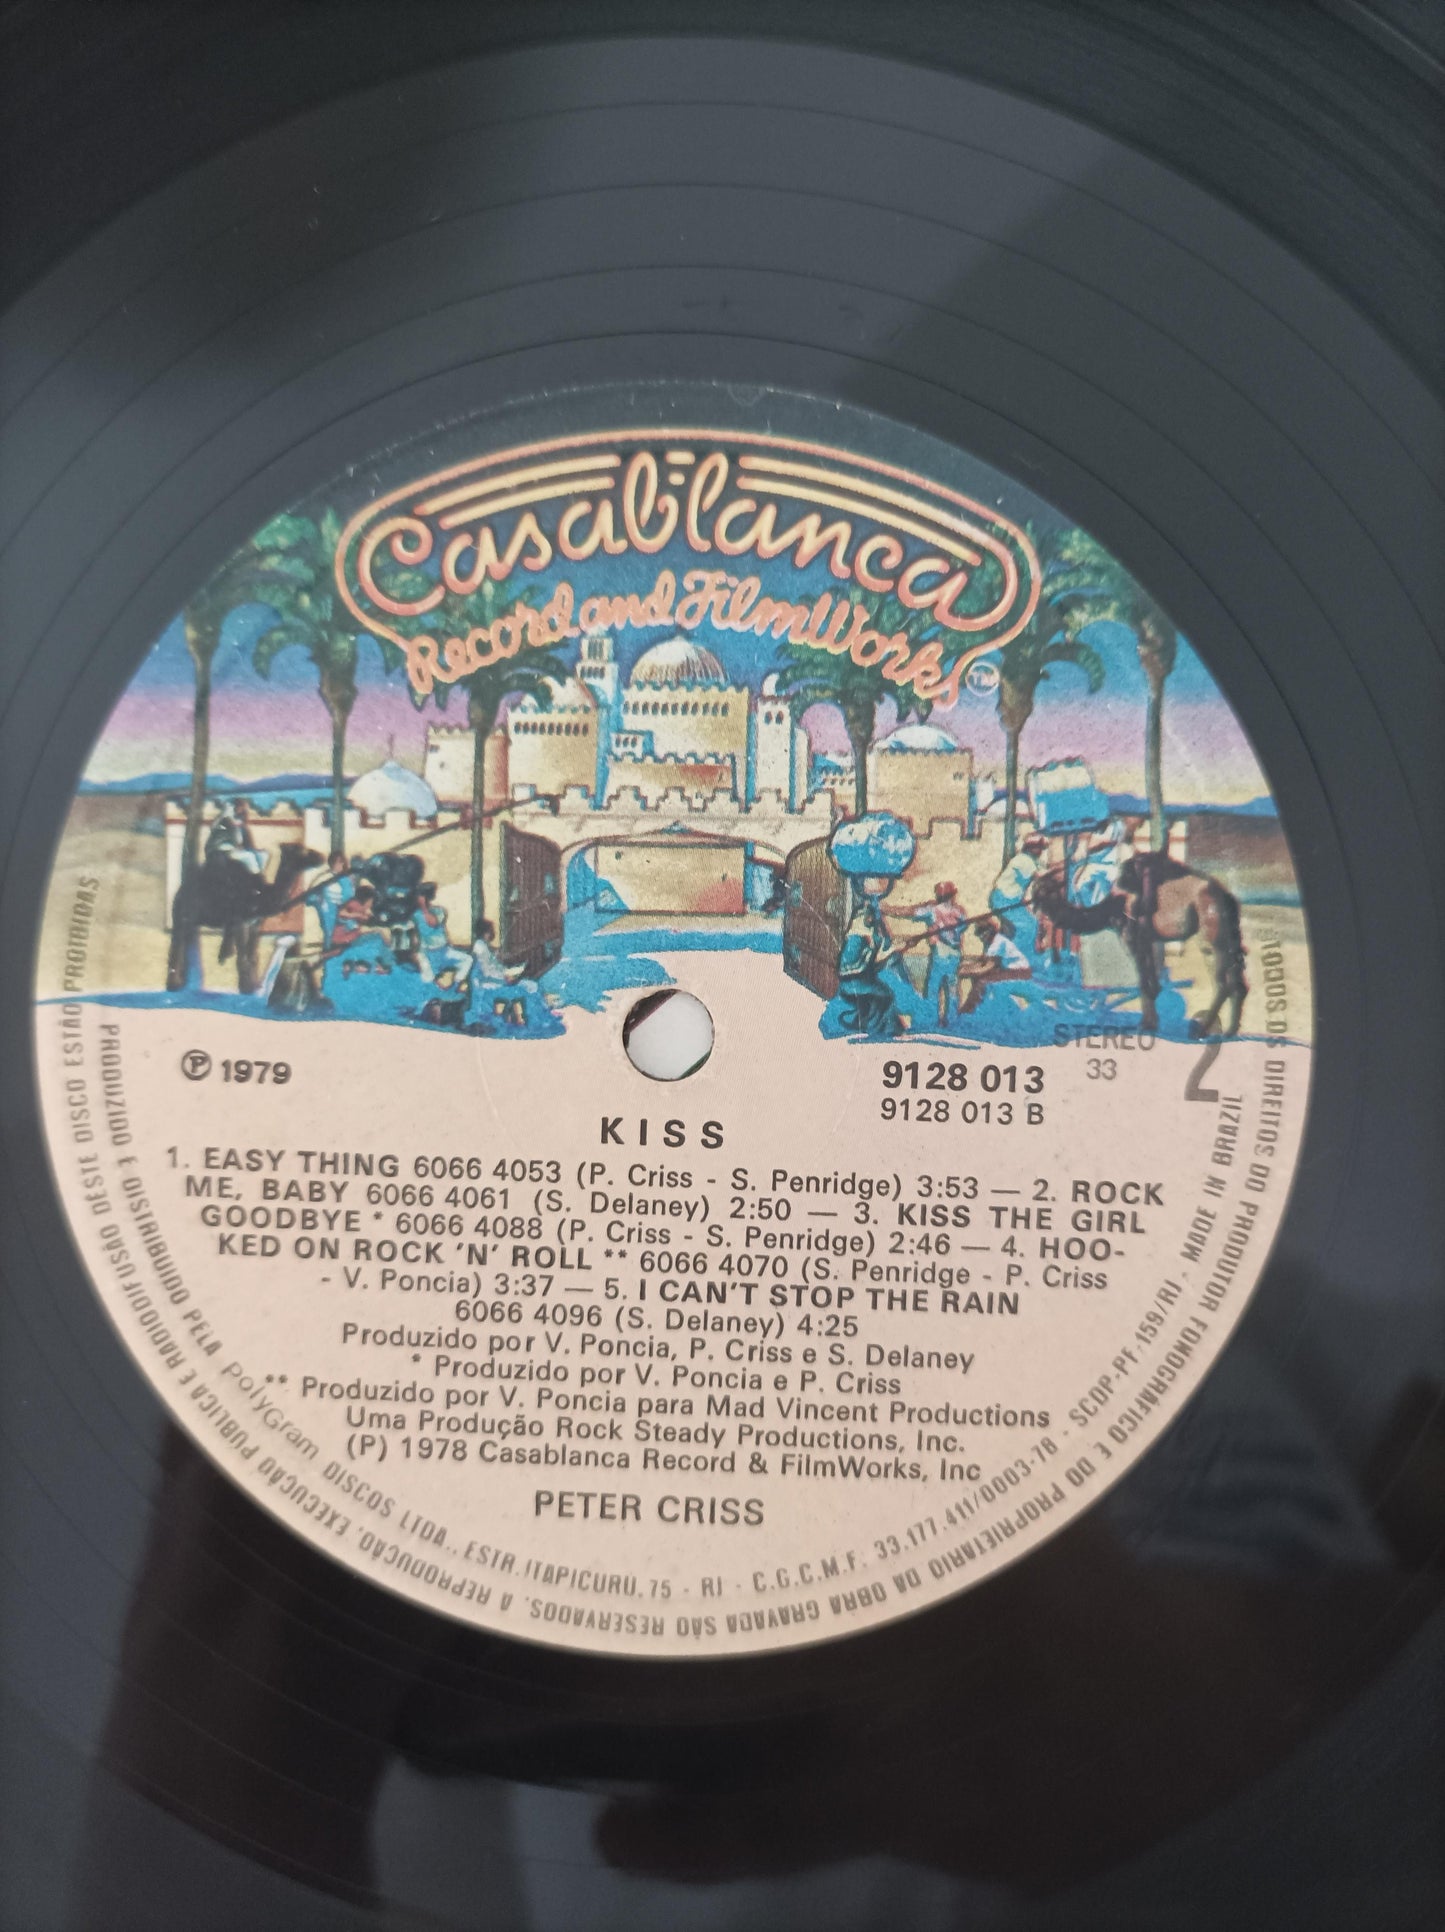 Casablanca
Record and FilmWorks TM
℗ 1979
9128 013
9128 013 B
STEREO
33
2
KISS
1. EASY THING 6066 4053 (P. Criss - S. Penridge) 3:53 — 2. ROCK
ME, BABY 6066 4061 (S. Delaney) 2:50 — 3. KISS THE GIRL
GOODBYE * 6066 4088 (P. Criss - S. Penridge) 2:46 — 4. HOO-
KED ON ROCK 'N' ROLL ** 6066 4070 (S. Penridge - P. Criss
- V. Poncia) 3:37 — 5. I CAN'T STOP THE RAIN
6066 4096 (S. Delaney) 4:25
Produzido por V. Poncia, P. Criss e S. Delaney
* Produzido por V. Poncia e P. Criss
** Produzido por V. Poncia para Mad Vincent Productions
Uma Produção Rock Steady Productions, Inc.
(P) 1978 Casablanca Record & FilmWorks, Inc
PETER CRISS
PRODUZIDO E DISTRIBUIDO PELA PolyGram DISCOS LTDA., ESTR. ITAPICURÚ, 75 - RJ - C.G.C.M.F. 33.177.411/0003-78 - SCDP-PF.159/RJ - MADE IN BRAZIL
TODOS OS DIREITOS DO PRODUTOR FONOGRÁFICO E DO PROPRIETÁRIO DA OBRA GRAVADA SÃO RESERVADOS. A REPRODUÇÃO, EXECUÇÃO PÚBLICA E RADIODIFUSÃO DESTE DISCO ESTÃO PROIBIDAS